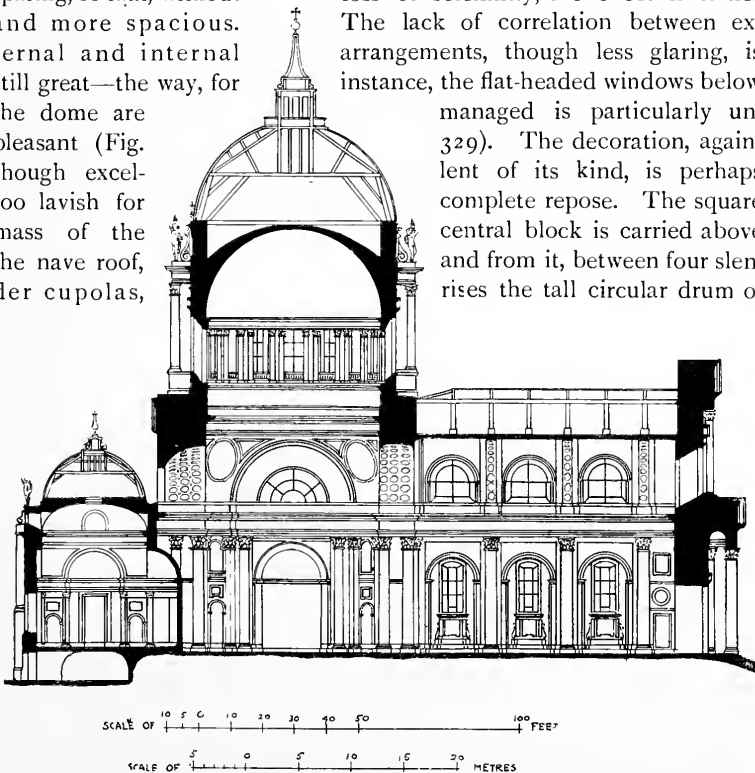 and more spacious. The lack of correlation between ex
ernal and internal arrangements, though less glaring, is
till great—the way, for instance, the flat-headed windows below
he dome are managed is particularly un
leasant (Fig. 329). The decoration, again
hough excel- lent of its kind, is perhaps
oo lavish for complete repose. The square
mass of the central block is carried above
he nave roof, and from it, between four slen
der cupolas, rises the tall circular drum o
SCALE OF 10 5 0 10 20 30 40 50 100 FEET
SCALE OF 5 0 5 10 15 20 METRES